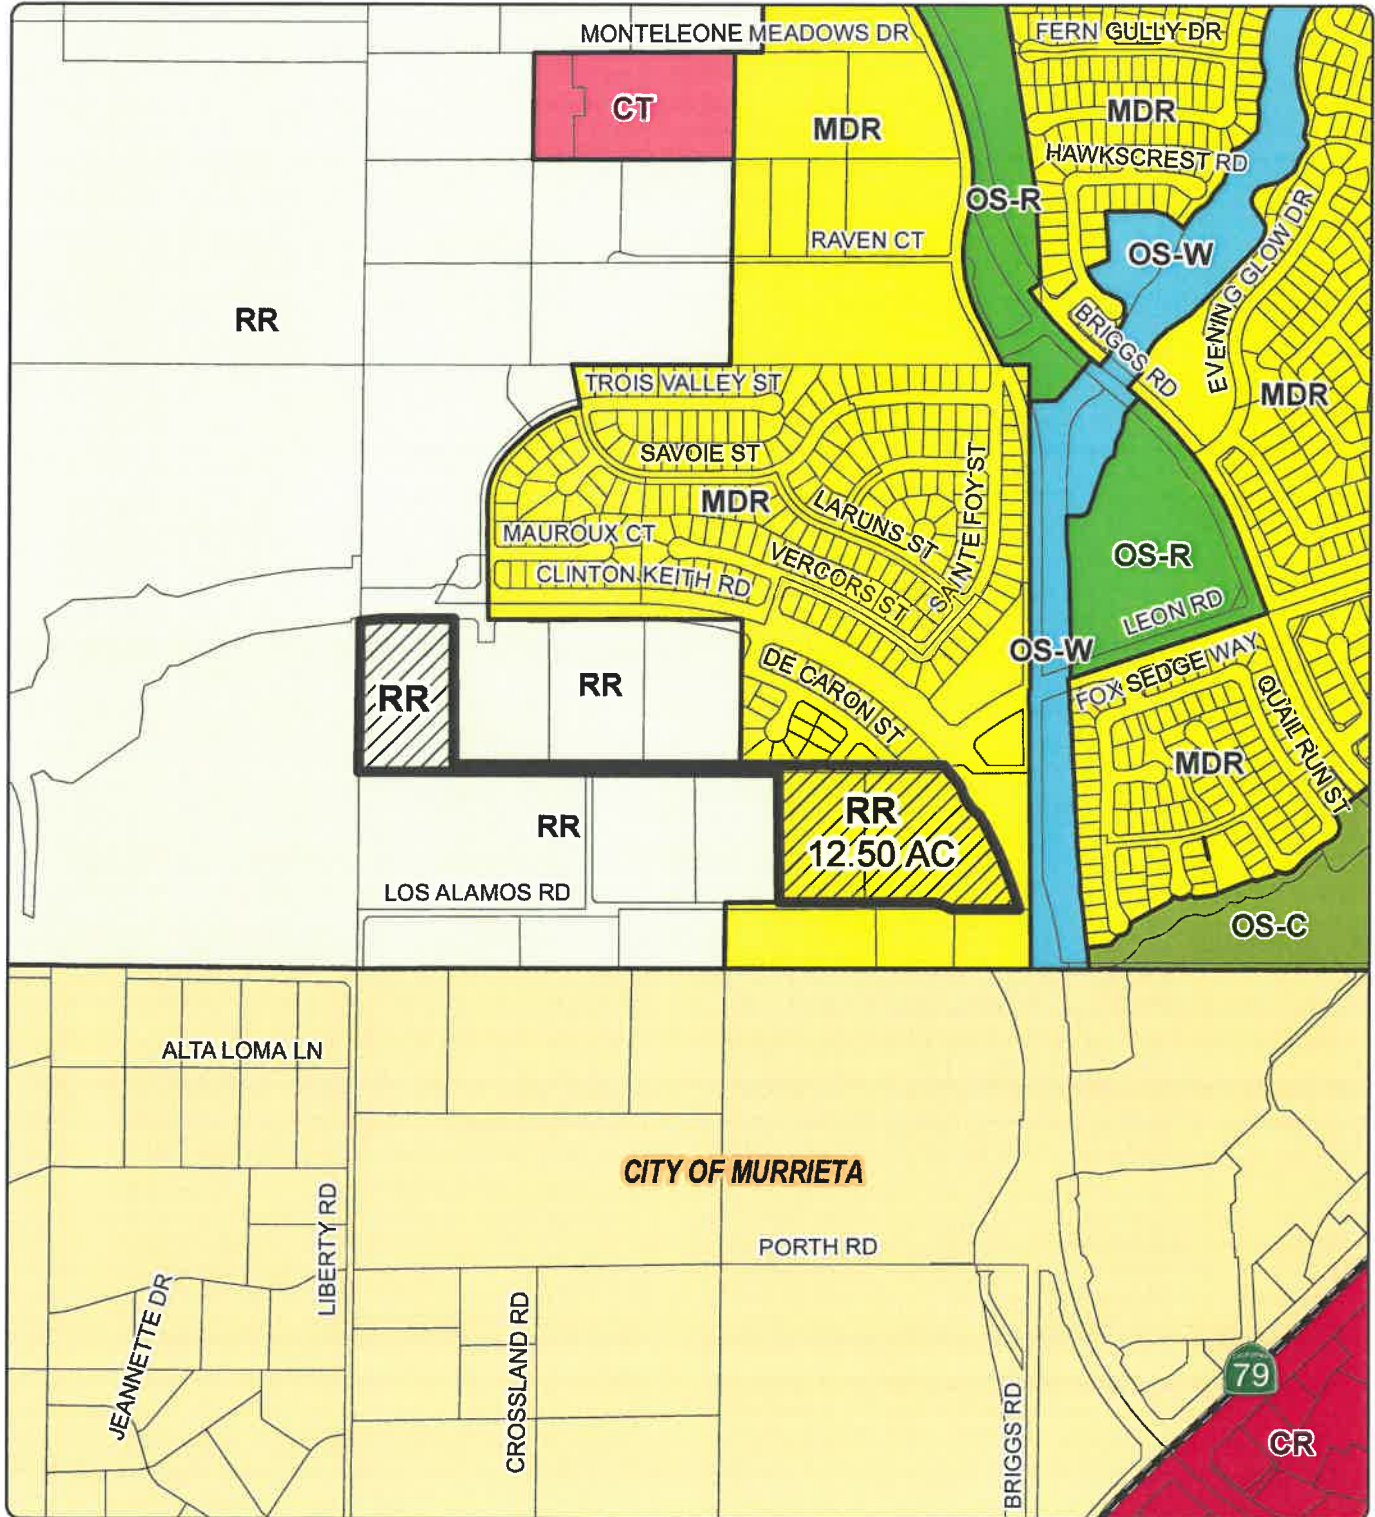 MONTELEONE MEADOWS DR
FERN GULLY DR
CT
MDR
MDR
HAWKSCREST RD
OS-R
RAVEN CT
OS-W
EVENING GLOW DR
RR
BRIGGS RD
TROIS VALLEY ST
MDR
SAVOIE ST
MDR
LARUNS ST
SAINTE FOY ST
MAUROUX CT
VERCORS ST
OS-R
CLINTON KEITH RD
LEON RD
OS-W
DE CARON ST
FOX SEDGE WAY
QUAIL RUN ST
RR
RR
MDR
RR
RR
12.50 AC
LOS ALAMOS RD
OS-C
ALTA LOMA LN
CITY OF MURRIETA
LIBERTY RD
PORTH RD
JEANNETTE DR
CROSSLAND RD
BRIGGS RD
CALIFORNIA
79
CR